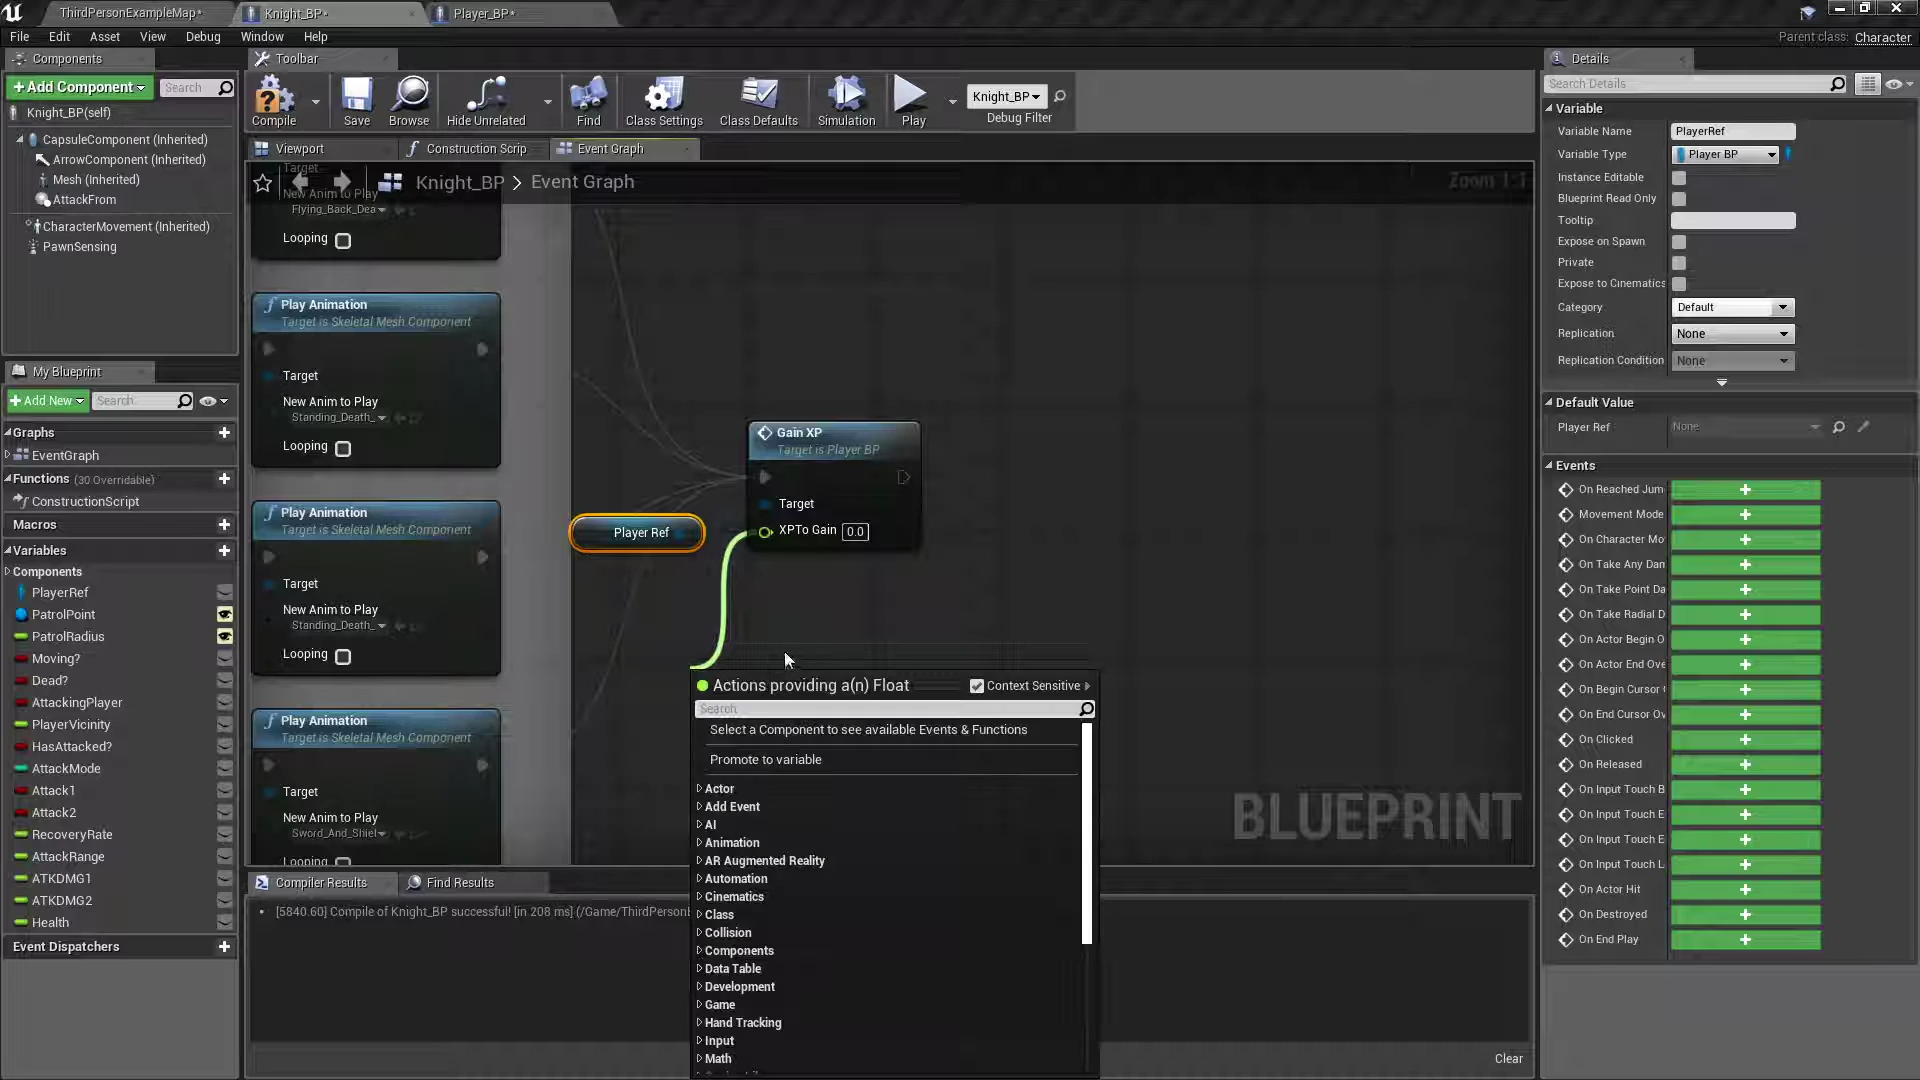 ThirdPersonExampleMap*
Knight_BP*
Player_BP*
File
Edit
Asset
View
Debug
Window
Help
Parent class: Character
Components
+Add Component
Search
Knight_BP(self)
CapsuleComponent (Inherited)
ArrowComponent (Inherited)
Mesh (Inherited)
AttackFrom
CharacterMovement (Inherited)
PawnSensing
My Blueprint
+Add New
Search
Graphs
EventGraph
Functions (30 Overridable)
ConstructionScript
Macros
Variables
Components
PlayerRef
PatrolPoint
PatrolRadius
Moving?
Dead?
AttackingPlayer
PlayerVicinity
HasAttacked?
AttackMode
Attack1
Attack2
RecoveryRate
AttackRange
ATKDMG1
ATKDMG2
Health
Event Dispatchers
Toolbar
Compile
Save
Browse
Hide Unrelated
Find
Class Settings
Class Defaults
Simulation
Play
Knight_BP
Debug Filter
Viewport
Construction Scrip
Event Graph
Knight_BP > Event Graph
Zoom 1:1
Target
New Anim to Play
Flying_Back_Dea
Looping
Play Animation
Target is Skeletal Mesh Component
Target
New Anim to Play
Standing_Death_
Looping
Play Animation
Target is Skeletal Mesh Component
Target
New Anim to Play
Standing_Death_
Looping
Play Animation
Target is Skeletal Mesh Component
Target
New Anim to Play
Sword_And_Shiel
Looping
Player Ref
Gain XP
Target is Player BP
Target
XPTo Gain 0.0
BLUEPRINT
Actions providing a(n) Float
Context Sensitive
Search
Select a Component to see available Events & Functions
Promote to variable
Actor
Add Event
AI
Animation
AR Augmented Reality
Automation
Cinematics
Class
Collision
Components
Data Table
Development
Game
Hand Tracking
Input
Math
Compiler Results
Find Results
[5840.60] Compile of Knight_BP successful! [in 208 ms] (/Game/ThirdPerson
Clear
Details
Search Details
Variable
Variable Name PlayerRef
Variable Type Player BP
Instance Editable
Blueprint Read Only
Tooltip
Expose on Spawn
Private
Expose to Cinematics
Category Default
Replication None
Replication Condition None
Default Value
Player Ref None
Events
On Reached Jum
Movement Mode
On Character Mo
On Take Any Dam
On Take Point Da
On Take Radial D
On Actor Begin O
On Actor End Ove
On Begin Cursor
On End Cursor Ov
On Clicked
On Released
On Input Touch B
On Input Touch E
On Input Touch E
On Input Touch L
On Actor Hit
On Destroyed
On End Play